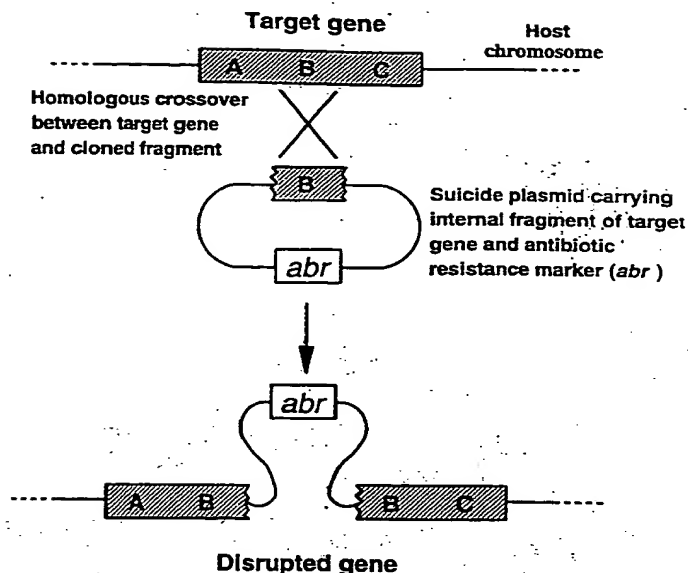 Target gene
Host
chromosome
A B C
Homologous crossover
between target gene
and cloned fragment
B
Suicide plasmid carrying
internal fragment of target
gene and antibiotic
resistance marker (abr)
abr
abr
A B
B C
Disrupted gene